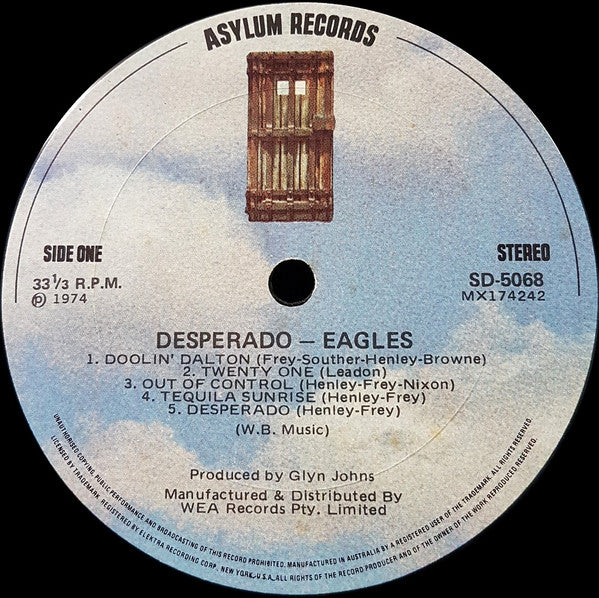 ASYLUM RECORDS
SIDE ONE
STEREO
33 1/3 R.P.M.
SD-5068
Ⓟ 1974
MX174242
DESPERADO — EAGLES
1. DOOLIN' DALTON (Frey-Souther-Henley-Browne)
2. TWENTY ONE (Leadon)
3. OUT OF CONTROL (Henley-Frey-Nixon)
4. TEQUILA SUNRISE (Henley-Frey)
5. DESPERADO (Henley-Frey)
(W.B. Music)
Produced by Glyn Johns
Manufactured & Distributed By
WEA Records Pty. Limited
UNAUTHORISED COPYING, PUBLIC PERFORMANCE AND BROADCASTING OF THIS RECORD PROHIBITED. MANUFACTURED IN AUSTRALIA BY A REGISTERED USER OF THE TRADEMARK. ALL RIGHTS RESERVED.
LICENSED BY TRADEMARK. REGISTERED BY ELEKTRA RECORDING CORP. NEW YORK, U.S.A. ALL RIGHTS OF THE RECORD PRODUCER AND OF THE OWNER OF THE WORK REPRODUCED RESERVED.